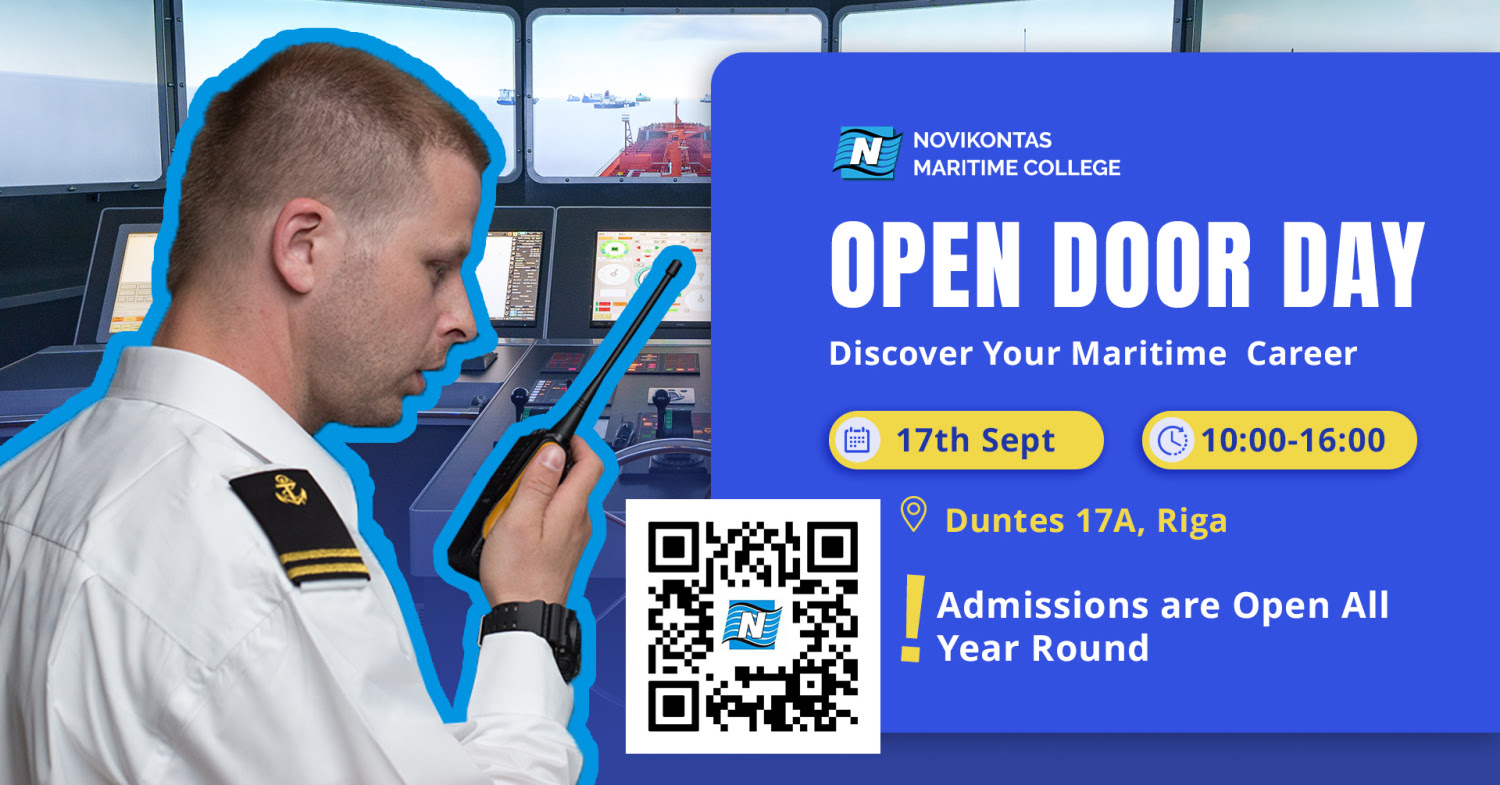 NOVIKONTAS
MARITIME COLLEGE
OPEN DOOR DAY
Discover Your Maritime Career
17th Sept
10:00-16:00
Duntes 17A, Riga
! Admissions are Open All
Year Round
N